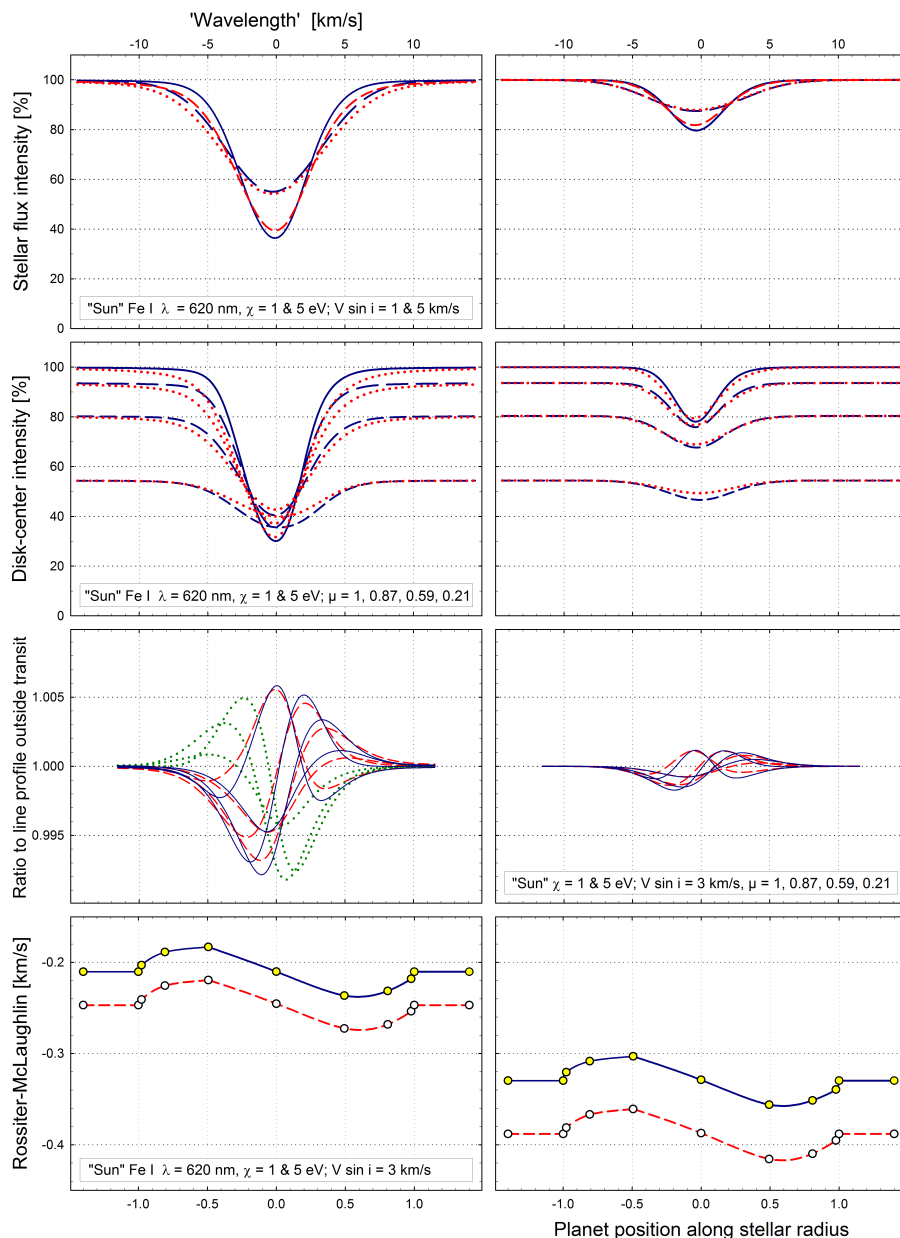 'Wavelength' [km/s]
-10 -5 0 5 10
-10 -5 0 5 10
Stellar flux intensity [%]
100
80
60
40
20
0
"Sun" Fe I λ = 620 nm, χ = 1 & 5 eV; V sin i = 1 & 5 km/s
Disk-center intensity [%]
100
80
60
40
20
0
"Sun" Fe I λ = 620 nm, χ = 1 & 5 eV; μ = 1, 0.87, 0.59, 0.21
Ratio to line profile outside transit
1.005
1.000
0.995
"Sun" χ = 1 & 5 eV; V sin i = 3 km/s, μ = 1, 0.87, 0.59, 0.21
Rossiter-McLaughlin [km/s]
-0.2
-0.3
-0.4
"Sun" Fe I λ = 620 nm, χ = 1 & 5 eV; V sin i = 3 km/s
-1.0 -0.5 0.0 0.5 1.0
-1.0 -0.5 0.0 0.5 1.0
Planet position along stellar radius